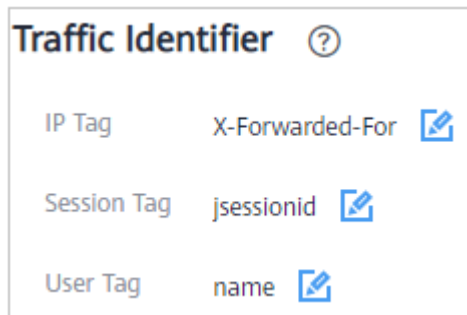 Traffic Identifier ?
IP Tag X-Forwarded-For
Session Tag jsessionid
User Tag name